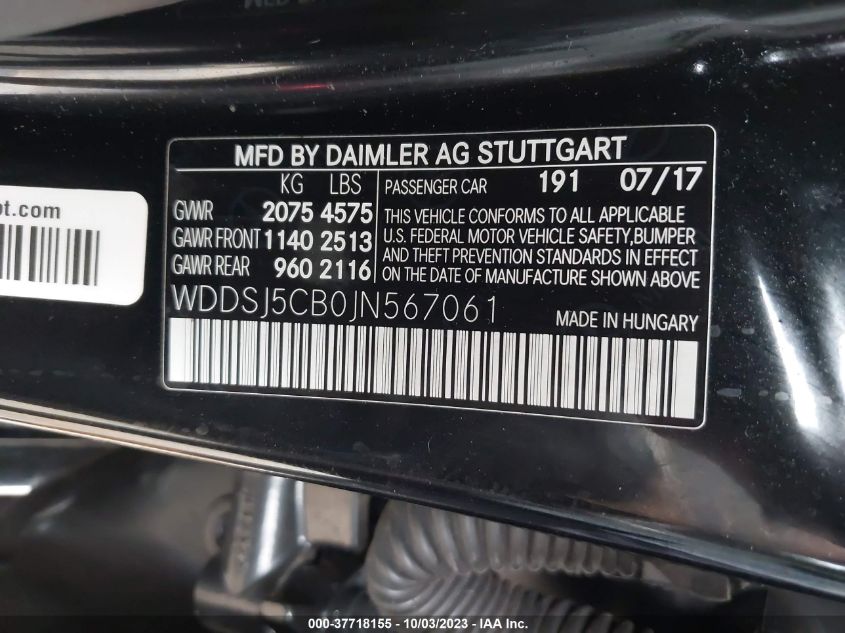 MFD BY DAIMLER AG STUTTGART
KG LBS
GVWR 2075 4575
GAWR FRONT 1140 2513
GAWR REAR 960 2116
PASSENGER CAR 191 07/17
THIS VEHICLE CONFORMS TO ALL APPLICABLE
U.S. FEDERAL MOTOR VEHICLE SAFETY,BUMPER
AND THEFT PREVENTION STANDARDS IN EFFECT
ON THE DATE OF MANUFACTURE SHOWN ABOVE
WDDSJ5CB0JN567061
MADE IN HUNGARY
.com
000-37718155 - 10/03/2023 - IAA Inc.